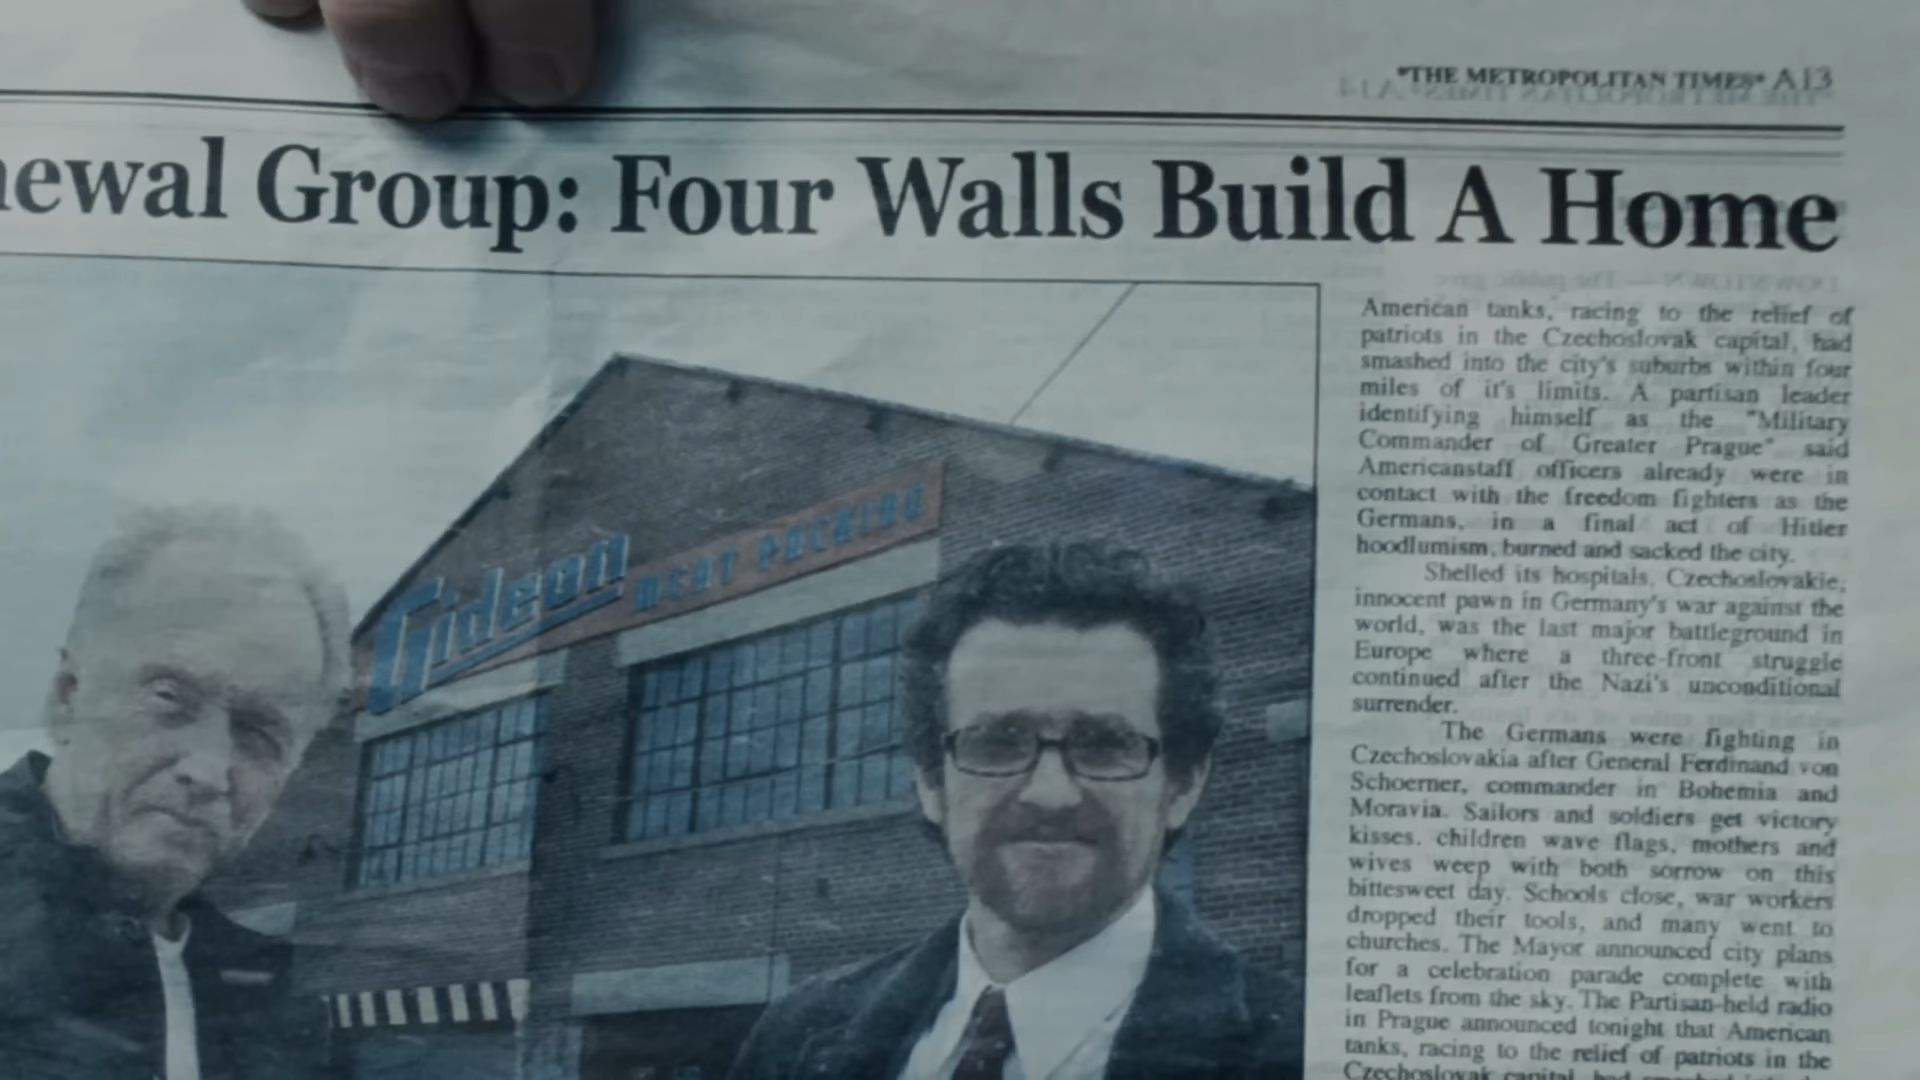 "THE METROPOLITAN TIMES" A13
newal Group: Four Walls Build A Home
Gideon MEAT PACKING
American tanks, racing to the relief of
patriots in the Czechoslovak capital, had
smashed into the city's suburbs within four
miles of it's limits. A partisan leader
identifying himself as the "Military
Commander of Greater Prague" said
Americanstaff officers already were in
contact with the freedom fighters as the
Germans, in a final act of Hitler
hoodlumism, burned and sacked the city.
Shelled its hospitals, Czechoslovakie,
innocent pawn in Germany's war against the
world, was the last major battleground in
Europe where a three-front struggle
continued after the Nazi's unconditional
surrender.
The Germans were fighting in
Czechoslovakia after General Ferdinand von
Schoerner, commander in Bohemia and
Moravia. Sailors and soldiers get victory
kisses. children wave flags, mothers and
wives weep with both sorrow on this
bittesweet day. Schools close, war workers
dropped their tools, and many went to
churches. The Mayor announced city plans
for a celebration parade complete with
leaflets from the sky. The Partisan-held radio
in Prague announced tonight that American
tanks, racing to the relief of patriots in the
Czechoslovak capital, had